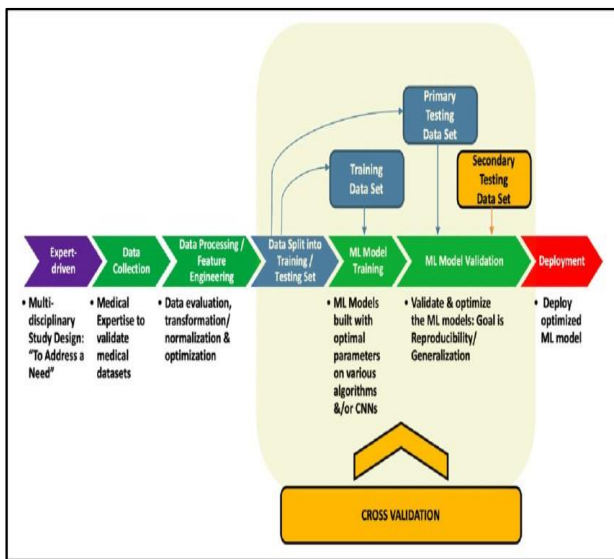 Primary
Testing
Data Set
Training
Data Set
Secondary
Testing
Data Set
Expert-
driven
Data
Collection
Data Processing /
Feature
Engineering
Data Split into
Training /
Testing Set
ML Model
Training
ML Model Validation
Deployment
• Multi-
disciplinary
Study Design:
"To Address a
Need"
• Medical
Expertise to
validate
medical
datasets
• Data evaluation,
transformation/
normalization &
optimization
• ML Models
built with
optimal
parameters
on various
algorithms
&/or CNNs
• Validate & optimize
the ML models: Goal is
Reproducibility/
Generalization
• Deploy
optimized
ML model
CROSS VALIDATION